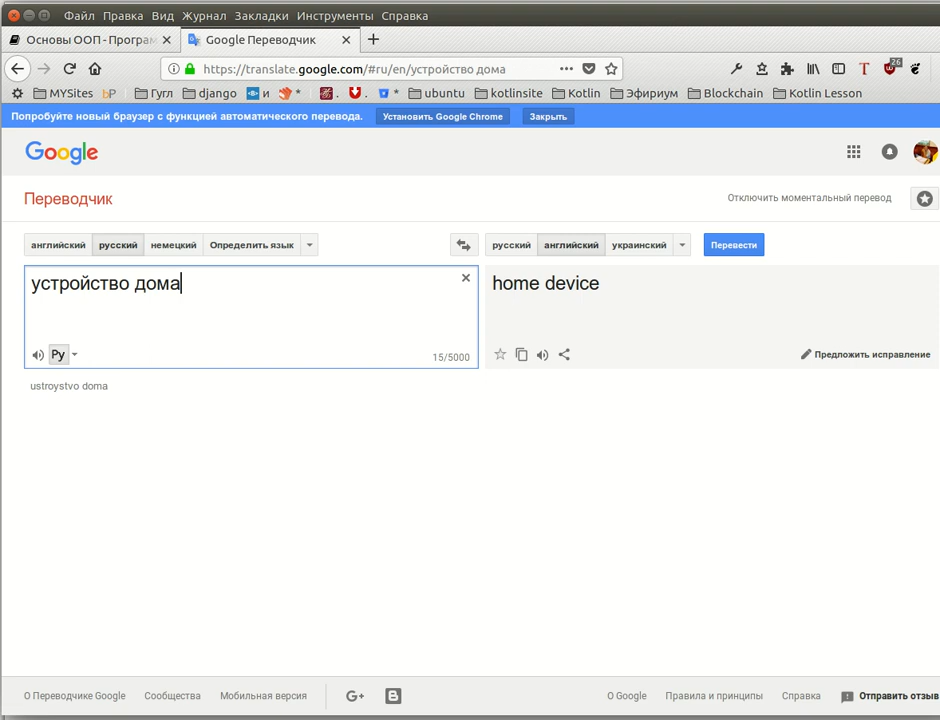 Файл Правка Вид Журнал Закладки Инструменты Справка
Основы ООП - Програм
Google Переводчик
https://translate.google.com/#ru/en/устройство дома
26
MYSites bP Гугл django и ubuntu kotlinsite Kotlin Эфириум Blockchain Kotlin Lesson
Попробуйте новый браузер с функцией автоматического перевода. Установить Google Chrome Закрыть
Google
Переводчик
Отключить моментальный перевод
английский русский немецкий Определить язык
русский английский украинский Перевести
устройство дома
home device
Ру
15/5000
Предложить исправление
ustroystvo doma
О Переводчике Google Сообщества Мобильная версия G+ B О Google Правила и принципы Справка Отправить отзыв